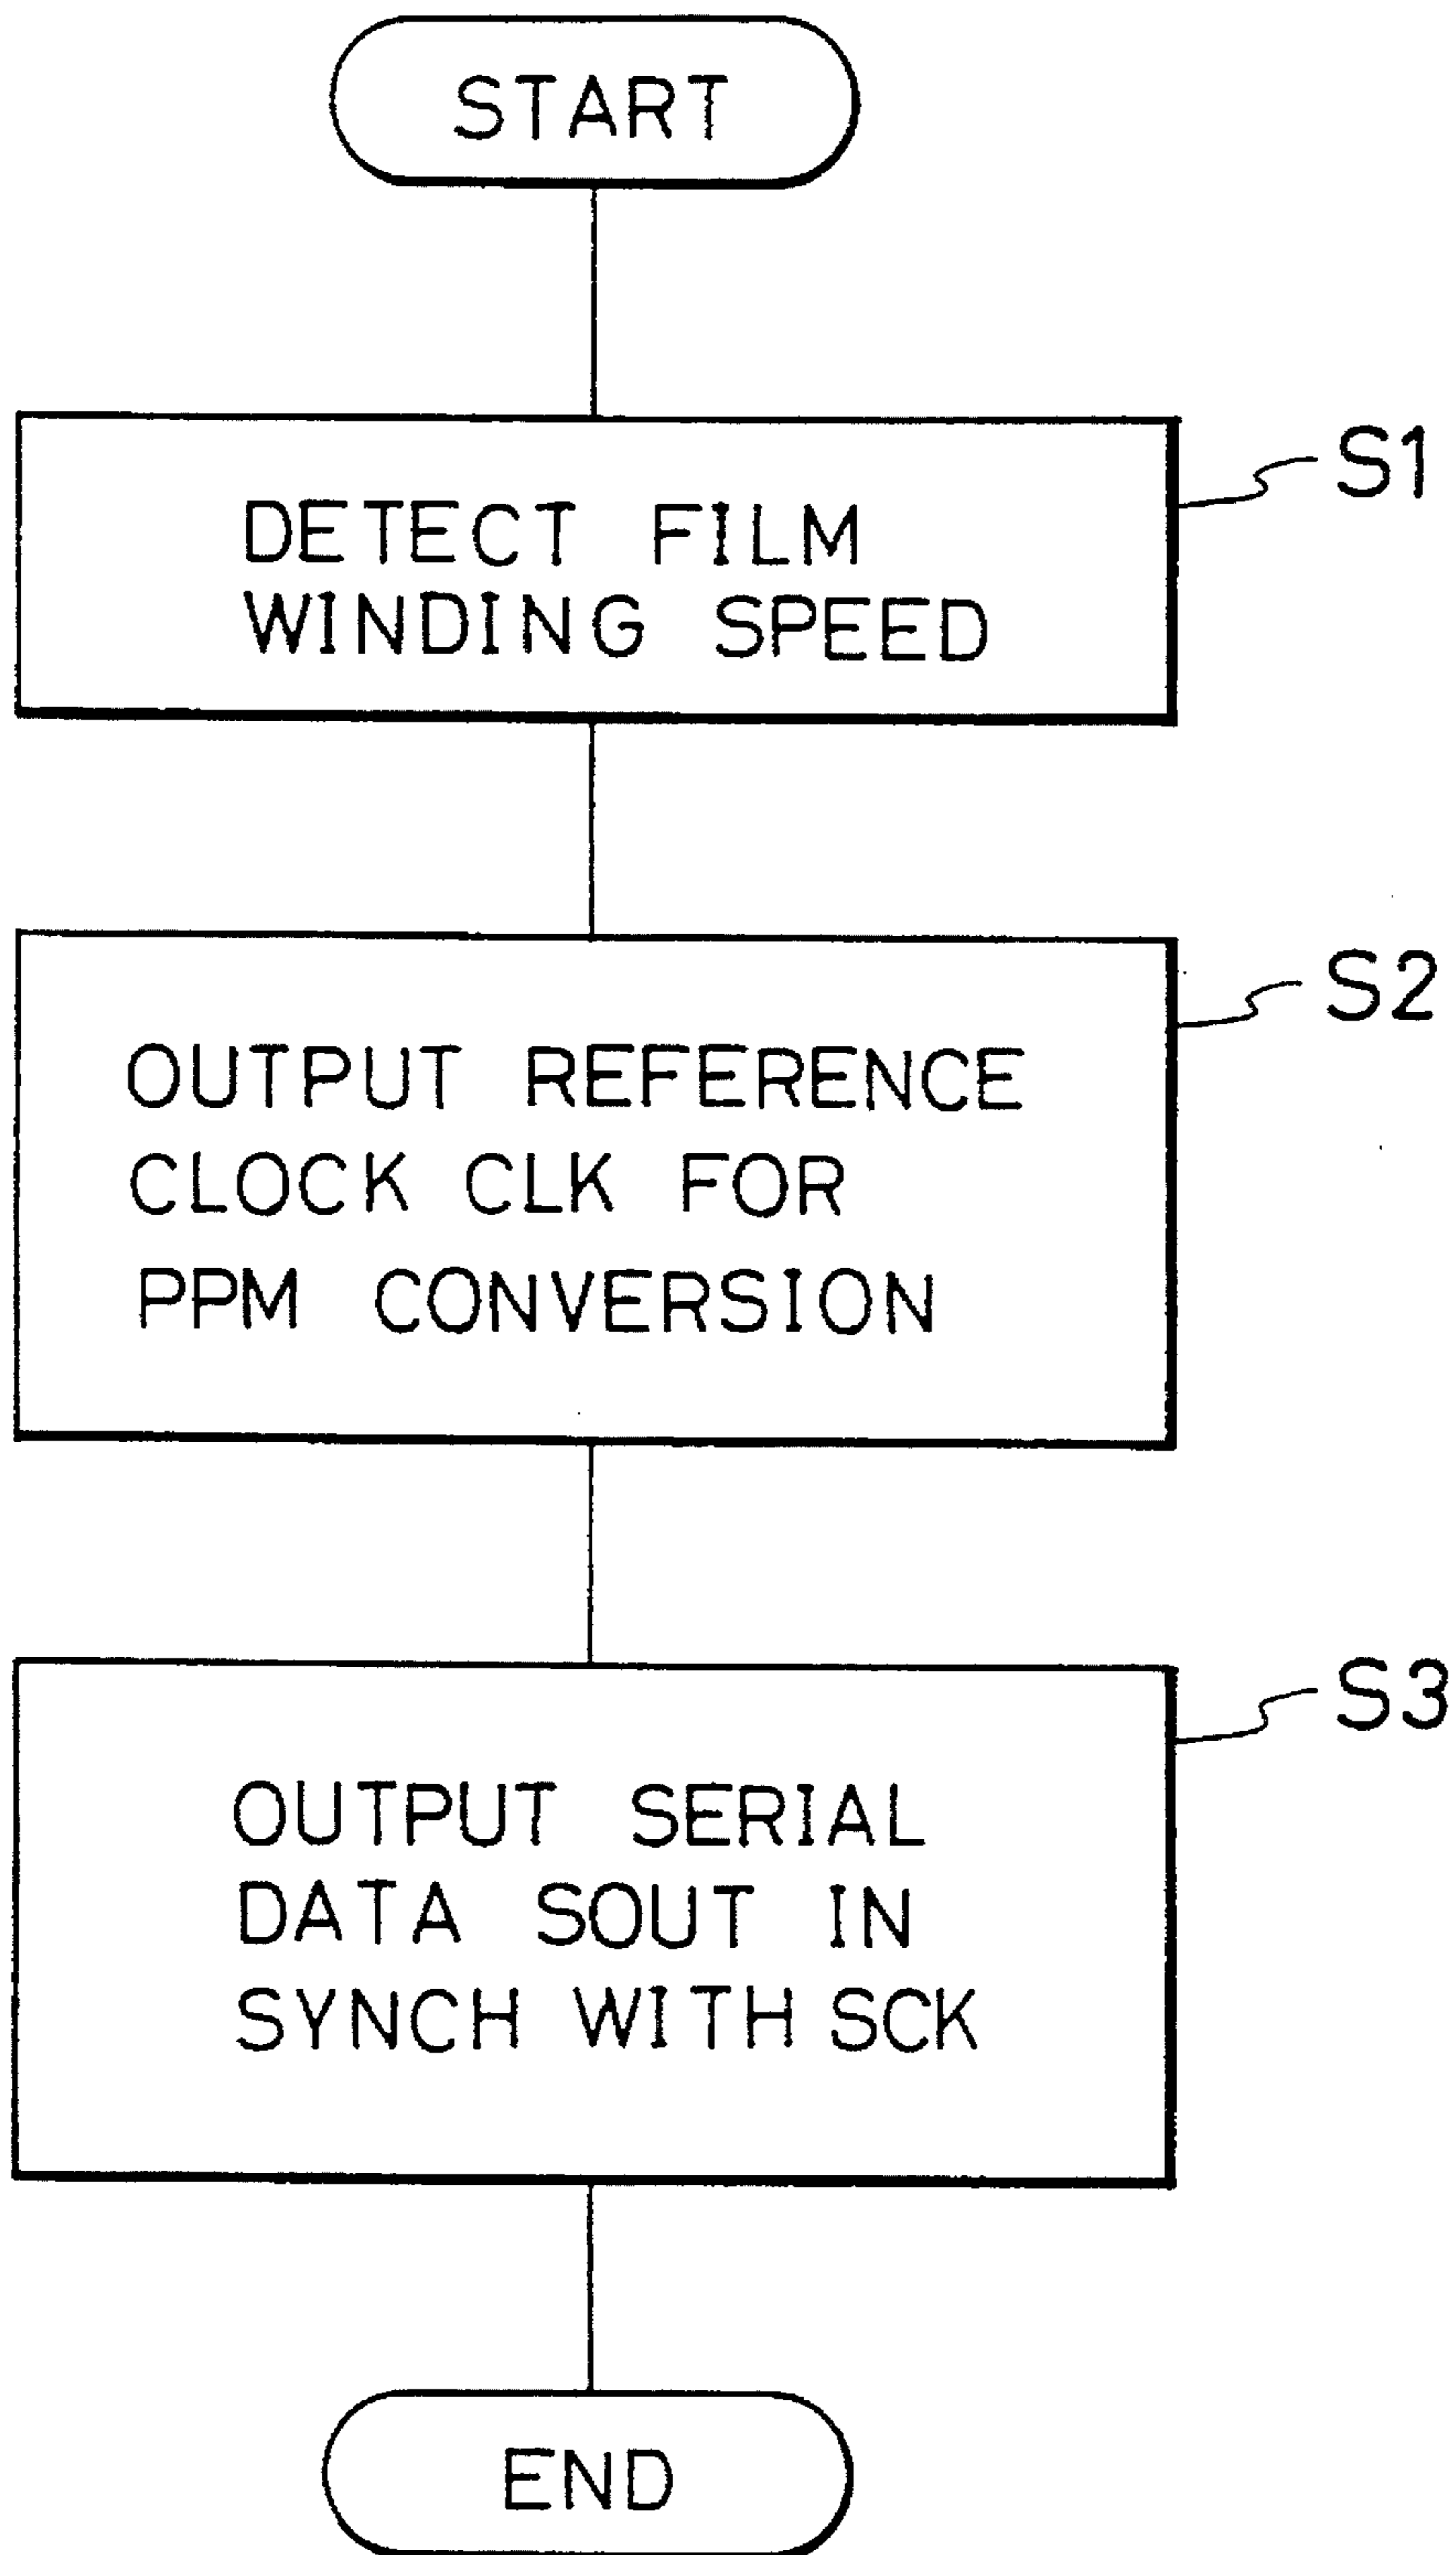 START
S1
DETECT FILM
WINDING SPEED
S2
OUTPUT REFERENCE
CLOCK CLK FOR
PPM CONVERSION
S3
OUTPUT SERIAL
DATA SOUT IN
SYNCH WITH SCK
END